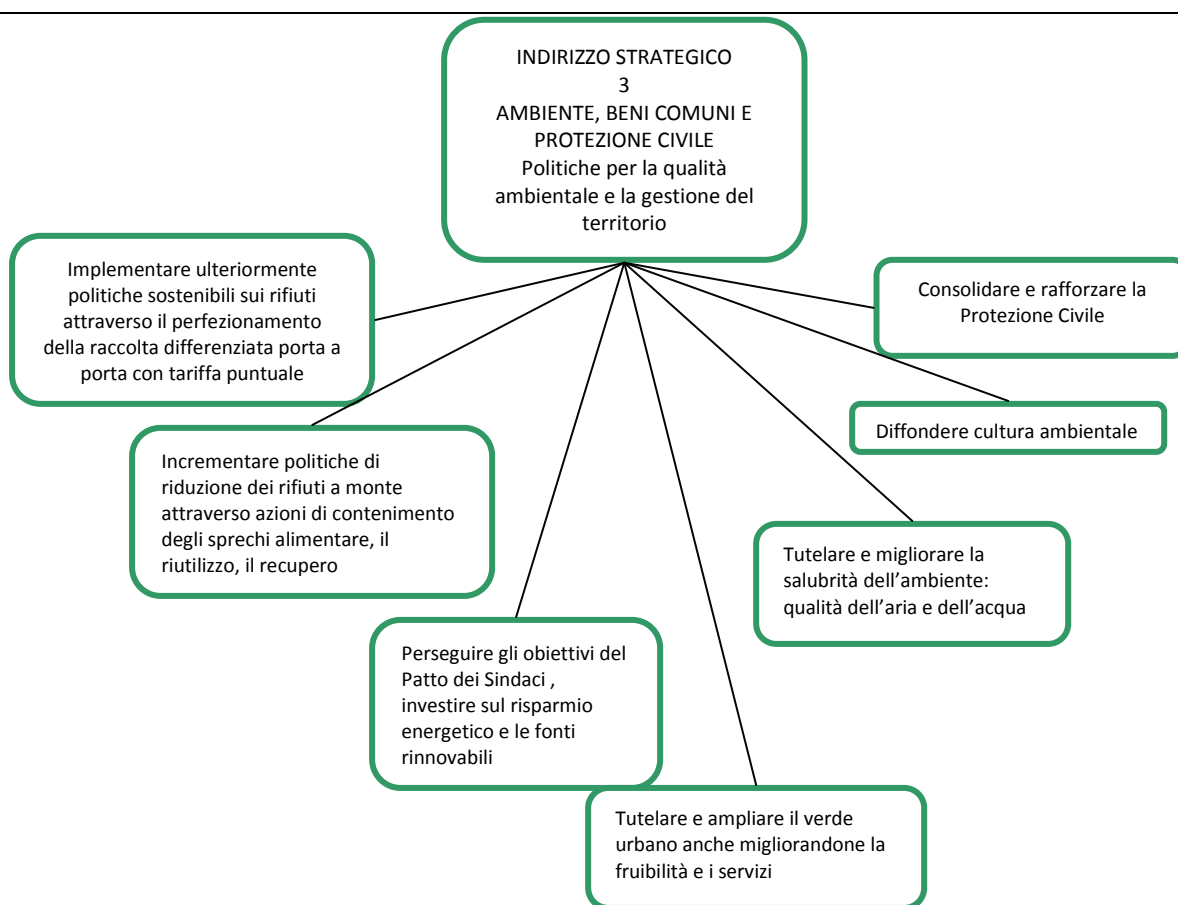 INDIRIZZO STRATEGICO
3
AMBIENTE, BENI COMUNI E
PROTEZIONE CIVILE
Politiche per la qualità
ambientale e la gestione del
territorio
Implementare ulteriormente
politiche sostenibili sui rifiuti
attraverso il perfezionamento
della raccolta differenziata porta a
porta con tariffa puntuale
Consolidare e rafforzare la
Protezione Civile
Diffondere cultura ambientale
Incrementare politiche di
riduzione dei rifiuti a monte
attraverso azioni di contenimento
degli sprechi alimentare, il
riutilizzo, il recupero
Tutelare e migliorare la
salubrità dell’ambiente:
qualità dell’aria e dell’acqua
Perseguire gli obiettivi del
Patto dei Sindaci ,
investire sul risparmio
energetico e le fonti
rinnovabili
Tutelare e ampliare il verde
urbano anche migliorandone la
fruibilità e i servizi